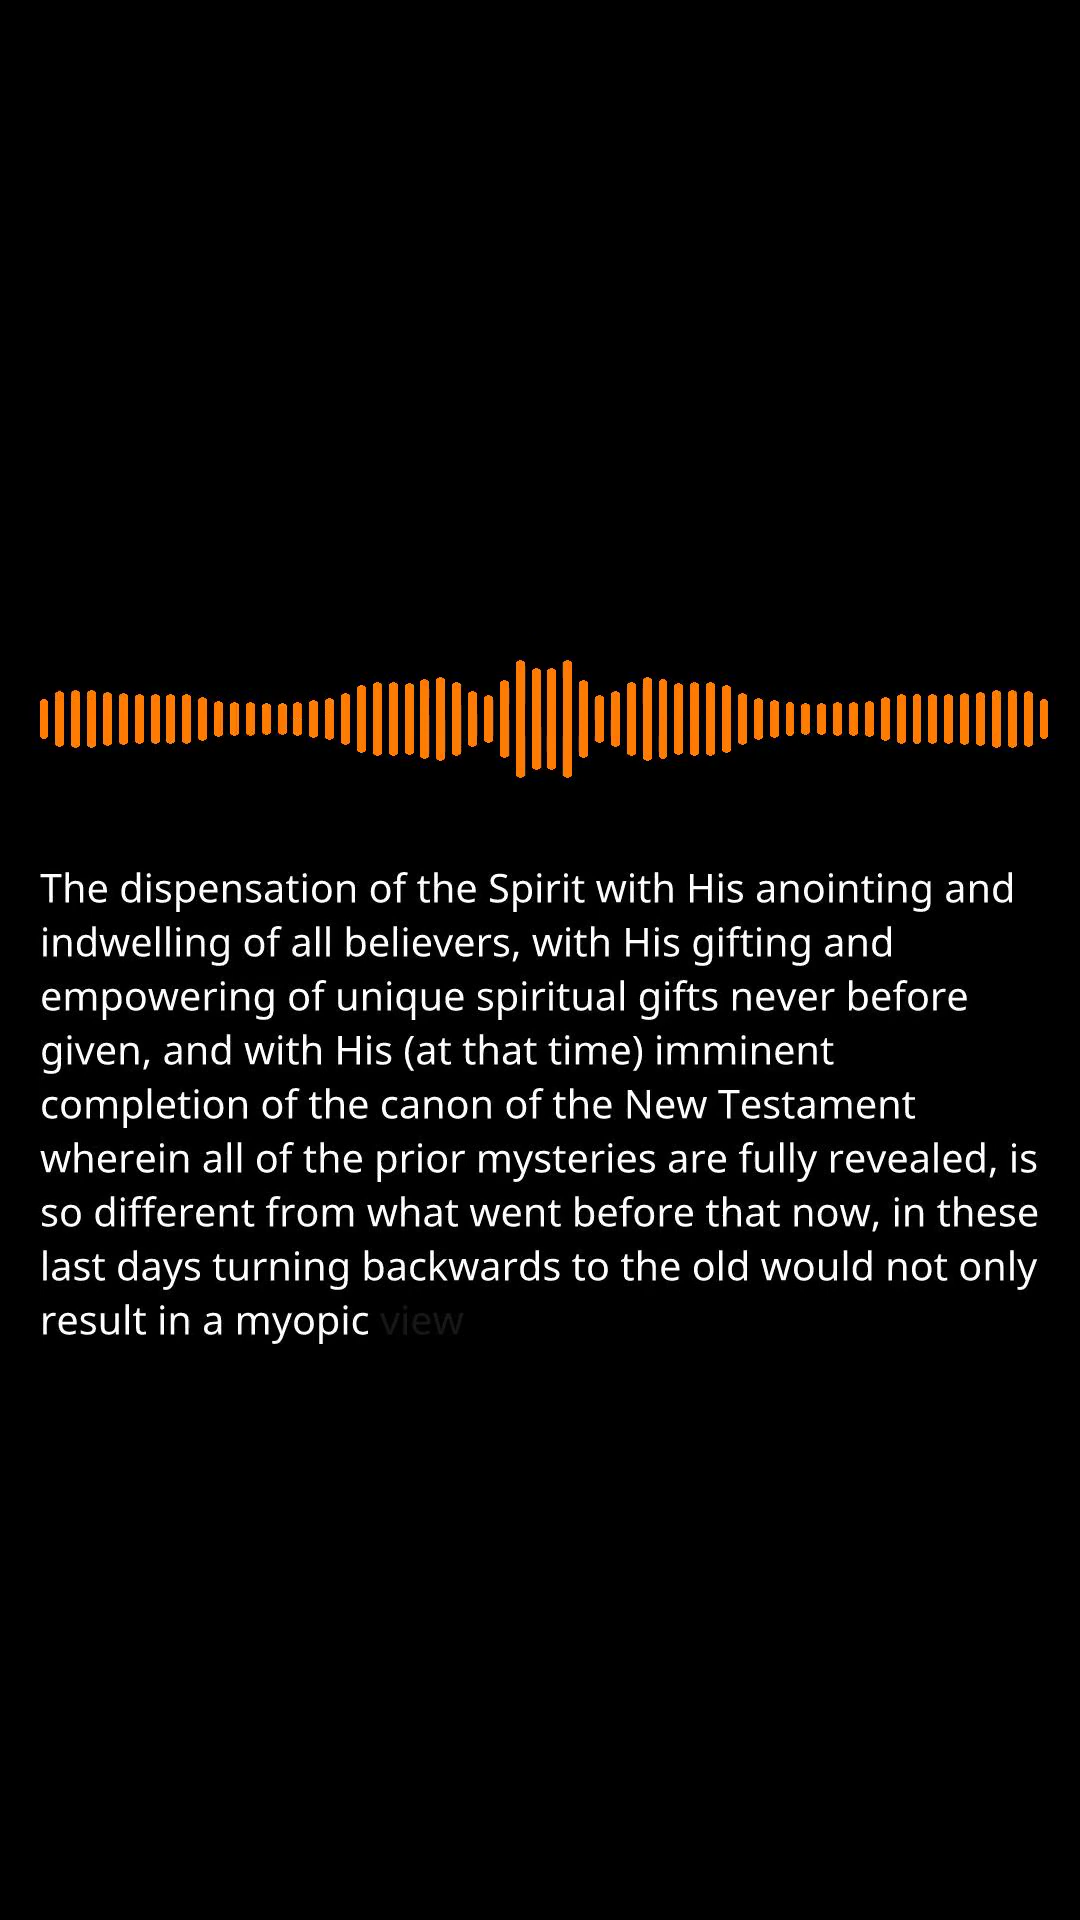 The dispensation of the Spirit with His anointing and
indwelling of all believers, with His gifting and
empowering of unique spiritual gifts never before
given, and with His (at that time) imminent
completion of the canon of the New Testament
wherein all of the prior mysteries are fully revealed, is
so different from what went before that now, in these
last days turning backwards to the old would not only
result in a myopic view